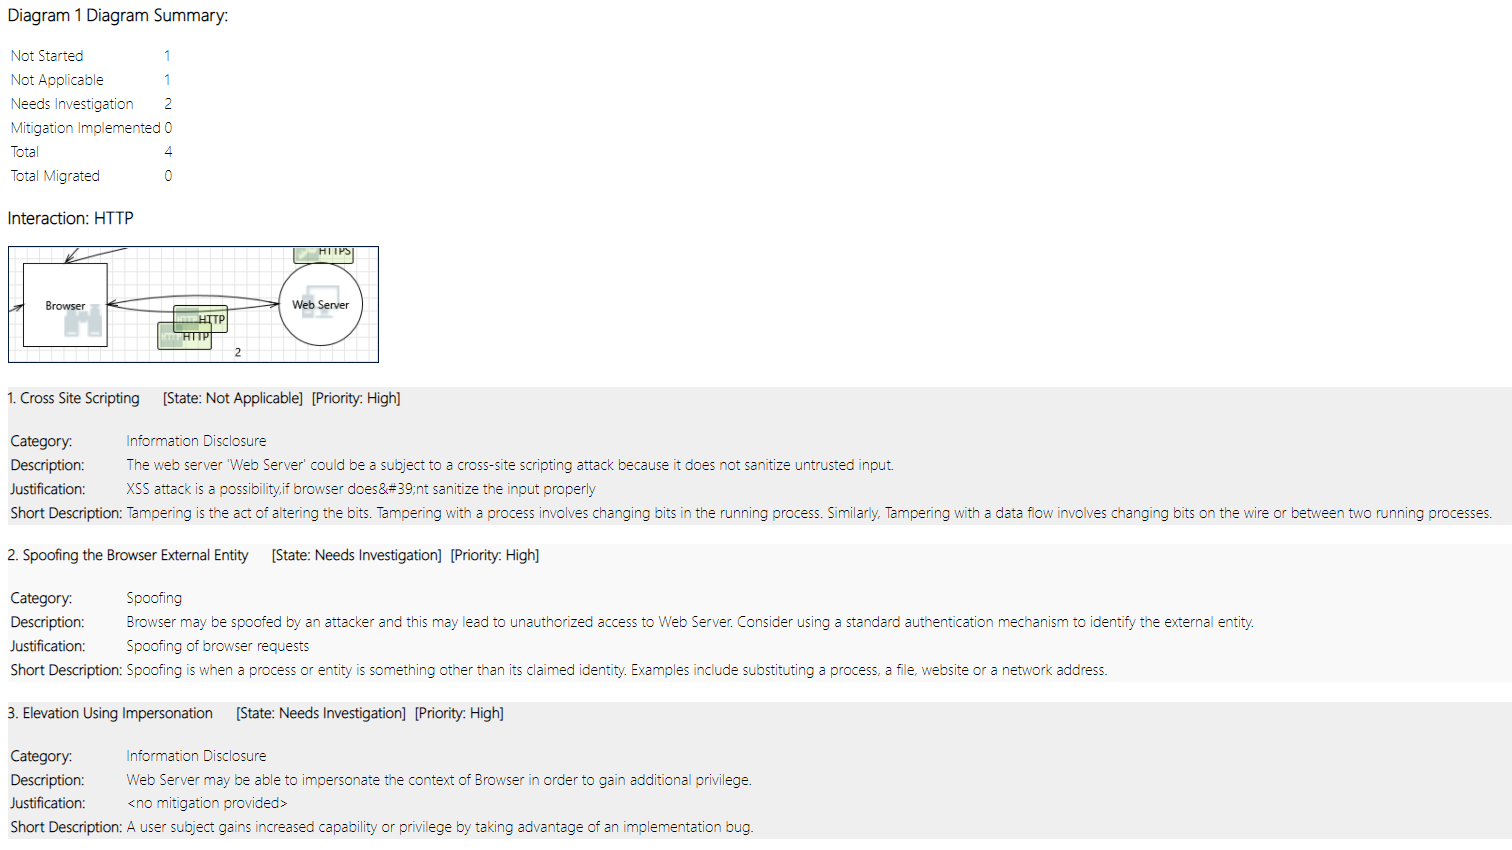 Diagram 1 Diagram Summary:
Not Started 1
Not Applicable 1
Needs Investigation 2
Mitigation Implemented 0
Total 4
Total Migrated 0
Interaction: HTTP
HTTPS
Browser
Web Server
HTTP
HTTP
2
1. Cross Site Scripting [State: Not Applicable] [Priority: High]
Category: Information Disclosure
Description: The web server 'Web Server' could be a subject to a cross-site scripting attack because it does not sanitize untrusted input.
Justification: XSS attack is a possibility,if browser does&#39;nt sanitize the input properly
Short Description: Tampering is the act of altering the bits. Tampering with a process involves changing bits in the running process. Similarly, Tampering with a data flow involves changing bits on the wire or between two running processes.
2. Spoofing the Browser External Entity [State: Needs Investigation] [Priority: High]
Category: Spoofing
Description: Browser may be spoofed by an attacker and this may lead to unauthorized access to Web Server. Consider using a standard authentication mechanism to identify the external entity.
Justification: Spoofing of browser requests
Short Description: Spoofing is when a process or entity is something other than its claimed identity. Examples include substituting a process, a file, website or a network address.
3. Elevation Using Impersonation [State: Needs Investigation] [Priority: High]
Category: Information Disclosure
Description: Web Server may be able to impersonate the context of Browser in order to gain additional privilege.
Justification: <no mitigation provided>
Short Description: A user subject gains increased capability or privilege by taking advantage of an implementation bug.